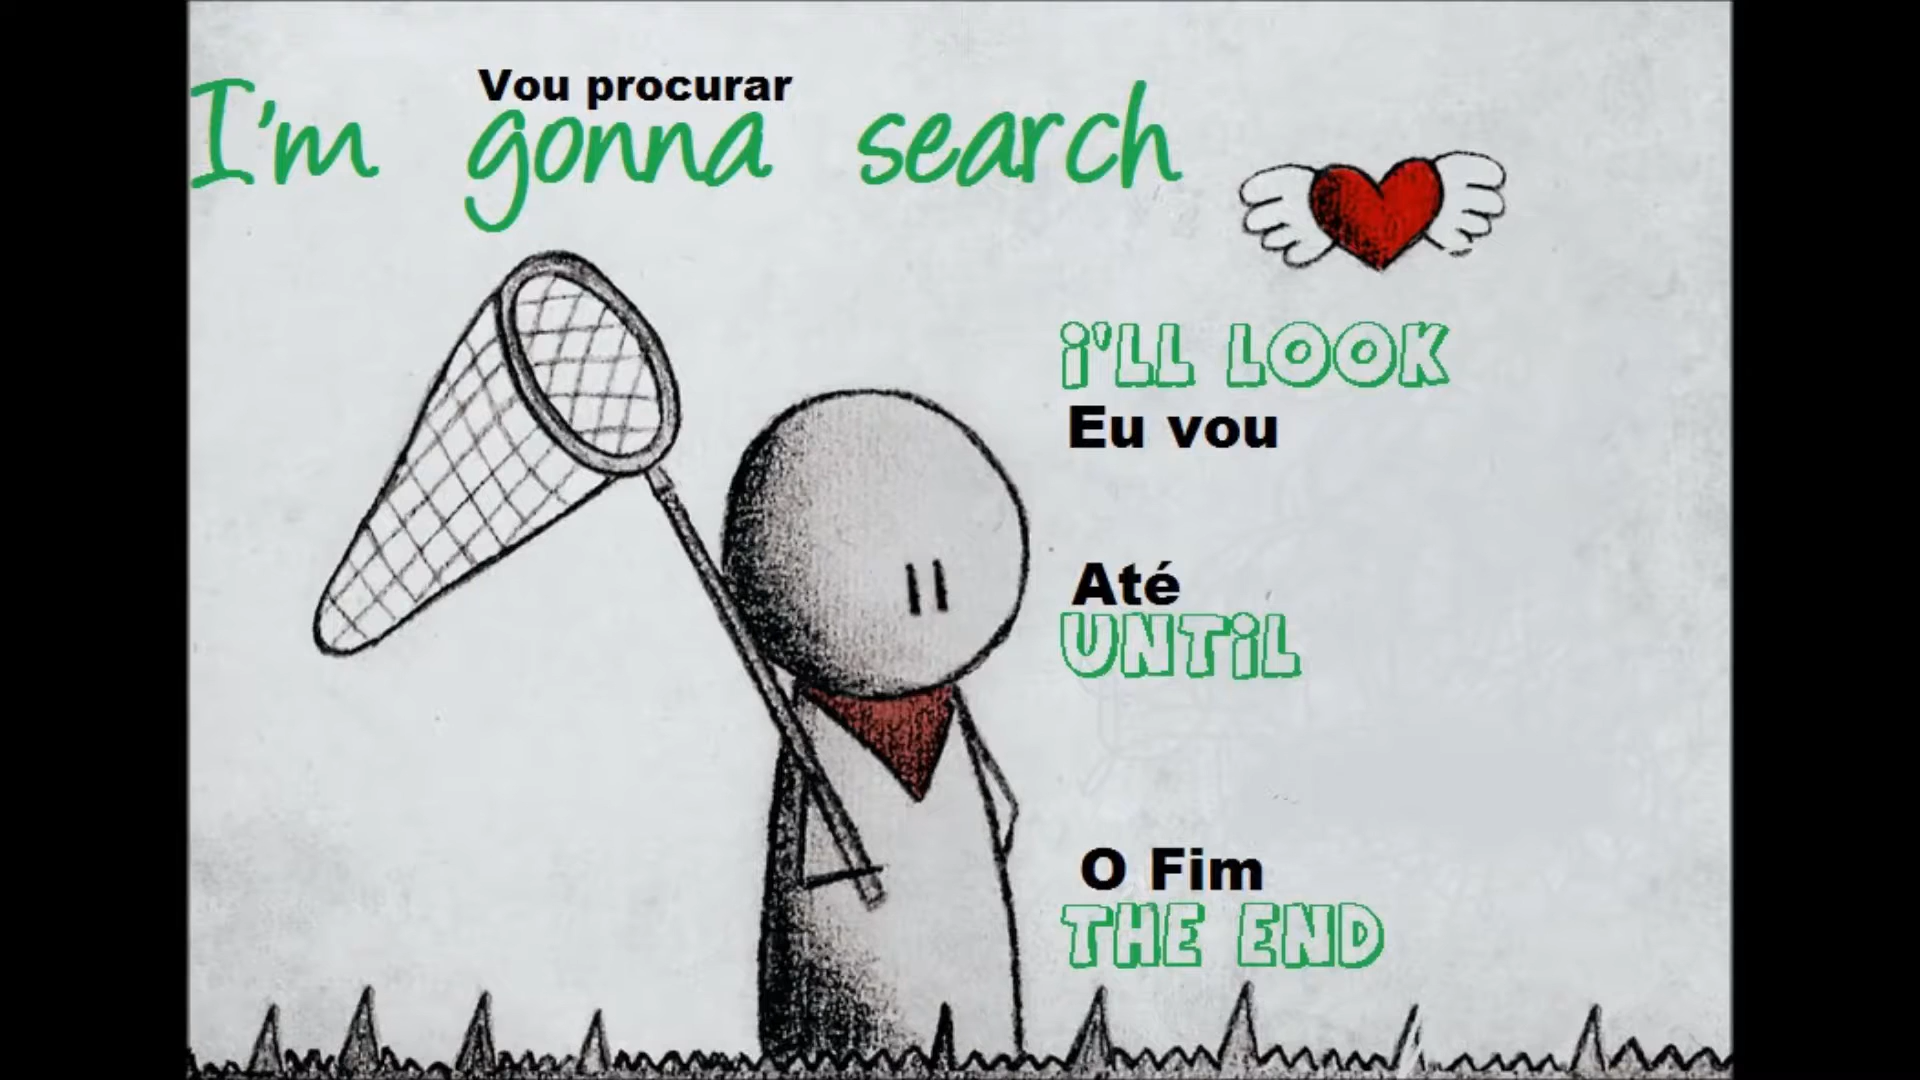 Vou procurar
I'm gonna search
I'LL LOOK
Eu vou
Até
UNTIL
O Fim
THE END